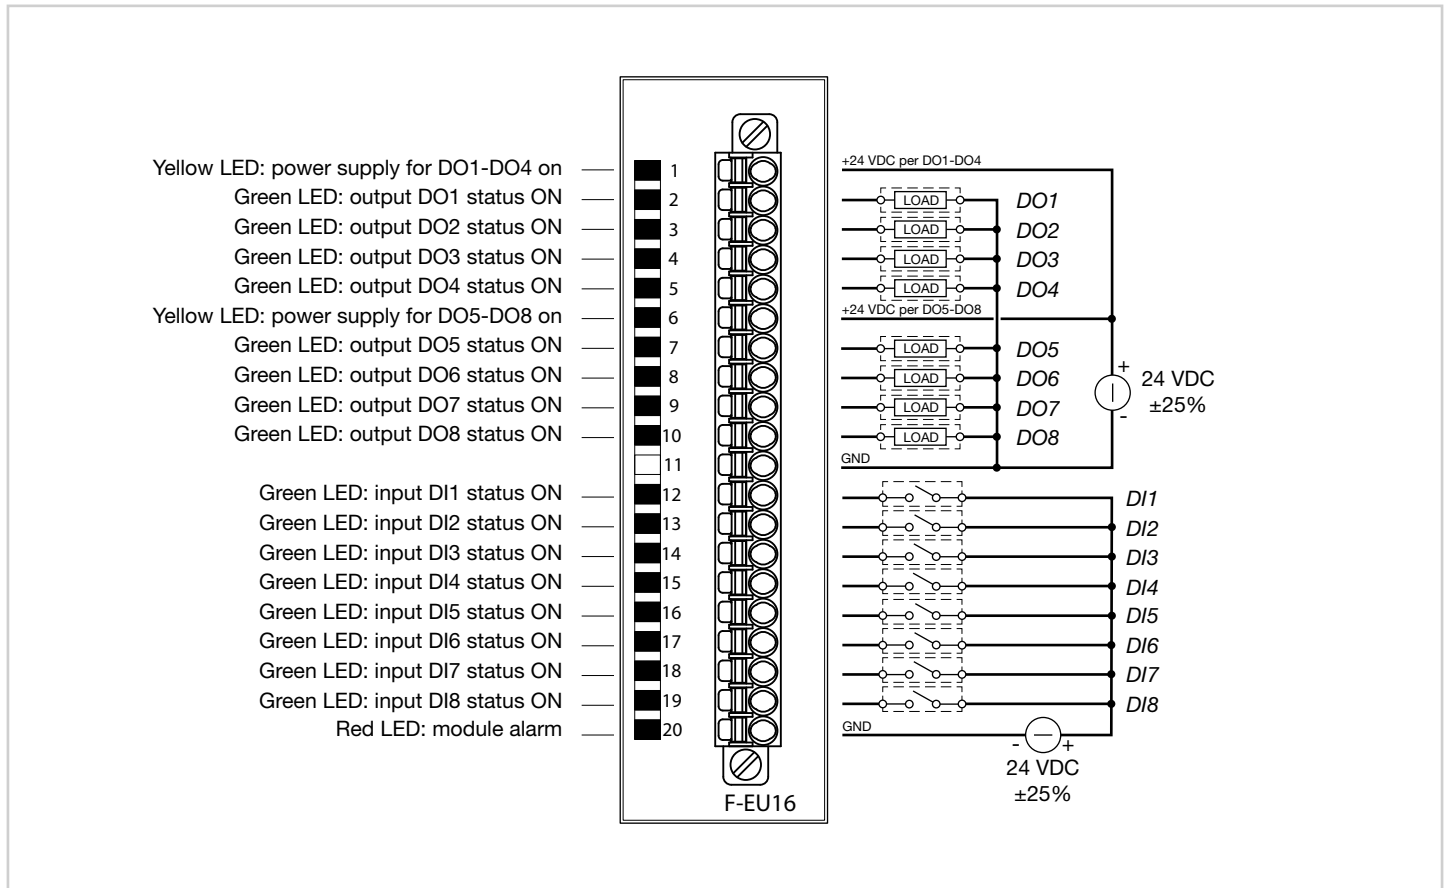 Yellow LED: power supply for DO1-DO4 on 1 +24 VDC per DO1-DO4
Green LED: output DO1 status ON 2 LOAD DO1
Green LED: output DO2 status ON 3 LOAD DO2
Green LED: output DO3 status ON 4 LOAD DO3
Green LED: output DO4 status ON 5 LOAD DO4
Yellow LED: power supply for DO5-DO8 on 6 +24 VDC per DO5-DO8
Green LED: output DO5 status ON 7 LOAD DO5
Green LED: output DO6 status ON 8 LOAD DO6 + 24 VDC
Green LED: output DO7 status ON 9 LOAD DO7 - ±25%
Green LED: output DO8 status ON 10 LOAD DO8
11 GND
Green LED: input DI1 status ON 12 DI1
Green LED: input DI2 status ON 13 DI2
Green LED: input DI3 status ON 14 DI3
Green LED: input DI4 status ON 15 DI4
Green LED: input DI5 status ON 16 DI5
Green LED: input DI6 status ON 17 DI6
Green LED: input DI7 status ON 18 DI7
Green LED: input DI8 status ON 19 DI8
Red LED: module alarm 20 GND
- +
24 VDC
±25%
F-EU16